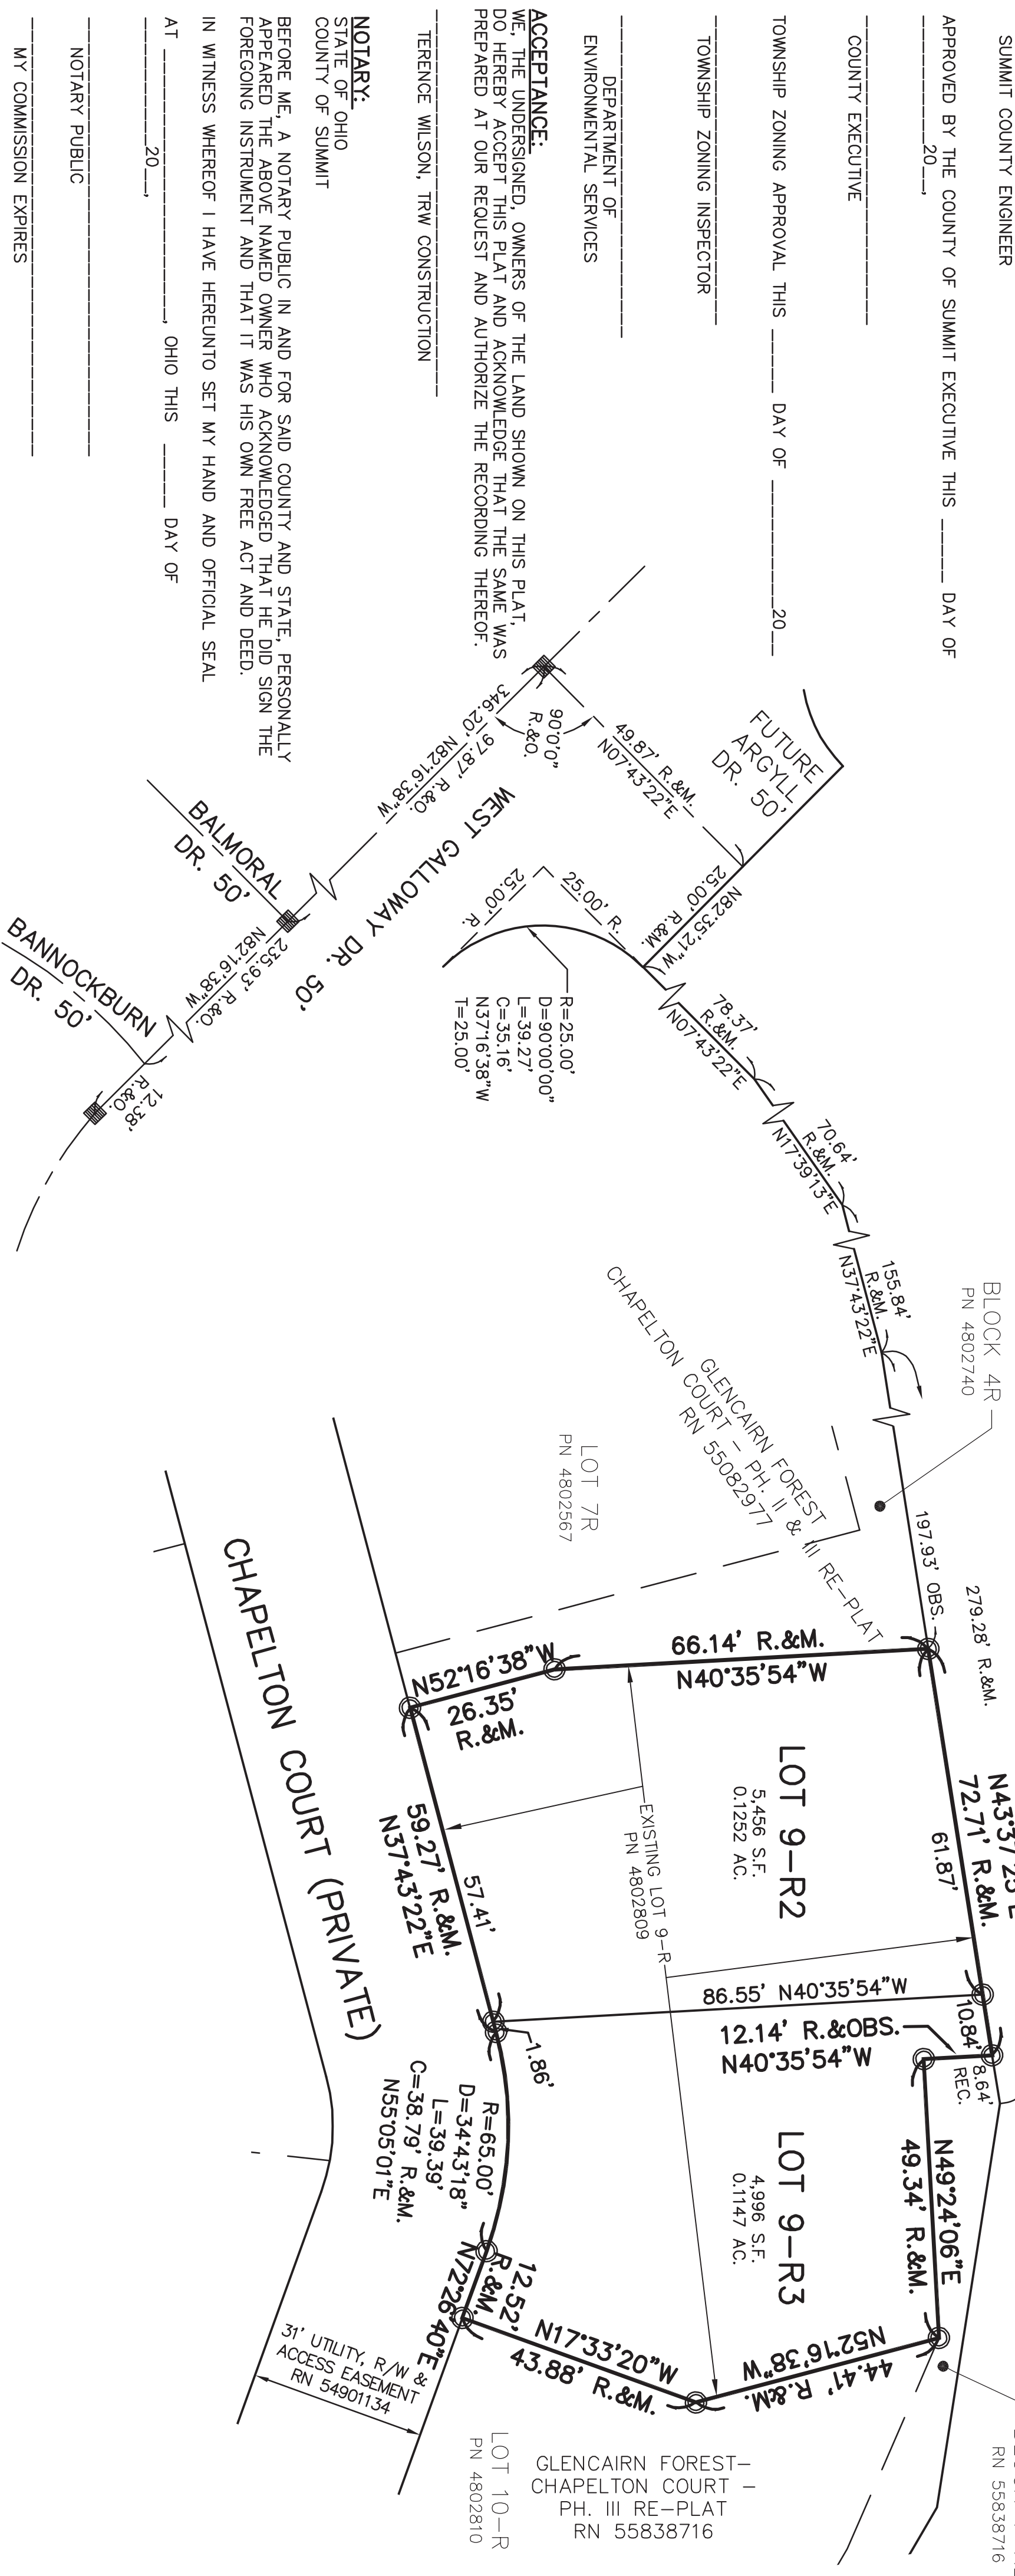 SUMMIT COUNTY ENGINEER
APPROVED BY THE COUNTY OF SUMMIT EXECUTIVE THIS ______ DAY OF
____________20__,
COUNTY EXECUTIVE
TOWNSHIP ZONING APPROVAL THIS ______ DAY OF ____________20__
TOWNSHIP ZONING INSPECTOR
DEPARTMENT OF
ENVIRONMENTAL SERVICES
ACCEPTANCE:
WE, THE UNDERSIGNED, OWNERS OF THE LAND SHOWN ON THIS PLAT,
DO HEREBY ACCEPT THIS PLAT AND ACKNOWLEDGE THAT THE SAME WAS
PREPARED AT OUR REQUEST AND AUTHORIZE THE RECORDING THEREOF.
TERENCE WILSON, TRW CONSTRUCTION
NOTARY:
STATE OF OHIO
COUNTY OF SUMMIT
BEFORE ME, A NOTARY PUBLIC IN AND FOR SAID COUNTY AND STATE, PERSONALLY
APPEARED THE ABOVE NAMED OWNER WHO ACKNOWLEDGED THAT HE DID SIGN THE
FOREGOING INSTRUMENT AND THAT IT WAS HIS OWN FREE ACT AND DEED.
IN WITNESS WHEREOF I HAVE HEREUNTO SET MY HAND AND OFFICIAL SEAL
AT ____________________, OHIO THIS ______ DAY OF
____________20__,
NOTARY PUBLIC
MY COMMISSION EXPIRES
FUTURE
ARGYLL
DR. 50'
49.87' R.&M.
N07°43'22"E
90°0'0"
R.&O.
346.20'
97.87' R.&O.
N82°16'38"W
WEST GALLOWAY DR. 50'
BALMORAL
DR. 50'
235.93' R.&O.
N82°16'38"W
BANNOCKBURN
DR. 50'
12.38'
R.&O.
N82°35'21"W
25.00' R.&M.
25.00' R.
25.00' R.
R=25.00'
D=90°00'00"
L=39.27'
C=35.16'
N37°16'38"W
T=25.00'
78.37'
R.&M.
N07°43'22"E
70.64'
R.&M.
N17°39'13"E
155.84'
R.&M.
N37°43'22"E
BLOCK 4R
PN 4802740
GLENCAIRN FOREST
CHAPELTON COURT - PH. II & III RE-PLAT
RN 55082977
LOT 7R
PN 4802567
197.93' OBS.
279.28' R.&M.
66.14' R.&M.
N40°35'54"W
N52°16'38"W
26.35'
R.&M.
LOT 9-R2
5,456 S.F.
0.1252 AC.
72.71' R.&M.
61.87'
EXISTING LOT 9-R
PN 4802809
57.41'
59.27' R.&M.
N37°43'22"E
CHAPELTON COURT (PRIVATE)
86.55' N40°35'54"W
10.84'
12.14' R.&OBS.
N40°35'54"W
8.64'
REC.
1.86'
R=65.00'
D=34°43'18"
L=39.39'
C=38.79' R.&M.
N55°05'01"E
LOT 9-R3
4,996 S.F.
0.1147 AC.
N49°24'06"E
49.34' R.&M.
N52°16'38"W
44.41' R.&M.
N17°33'20"W
43.88' R.&M.
12.52'
R.&M.
N72°26'40"E
31' UTILITY, R/W &
ACCESS EASEMENT
RN 54901134
LOT 10-R
PN 4802810
GLENCAIRN FOREST-
CHAPELTON COURT -
PH. III RE-PLAT
RN 55838716
RN 55838716